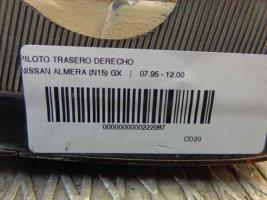 PILOTO TRASERO DERECHO
NISSAN ALMERA (N15) GX | 07.95 - 12.00
0000000000222987
CD20